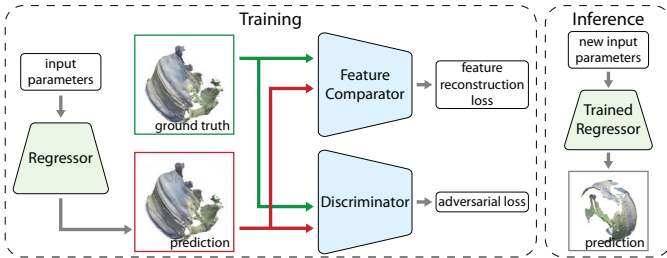 Training
input
parameters
Regressor
ground truth
prediction
Feature
Comparator
Discriminator
feature
reconstruction
loss
adversarial loss
Inference
new input
parameters
Trained
Regressor
prediction